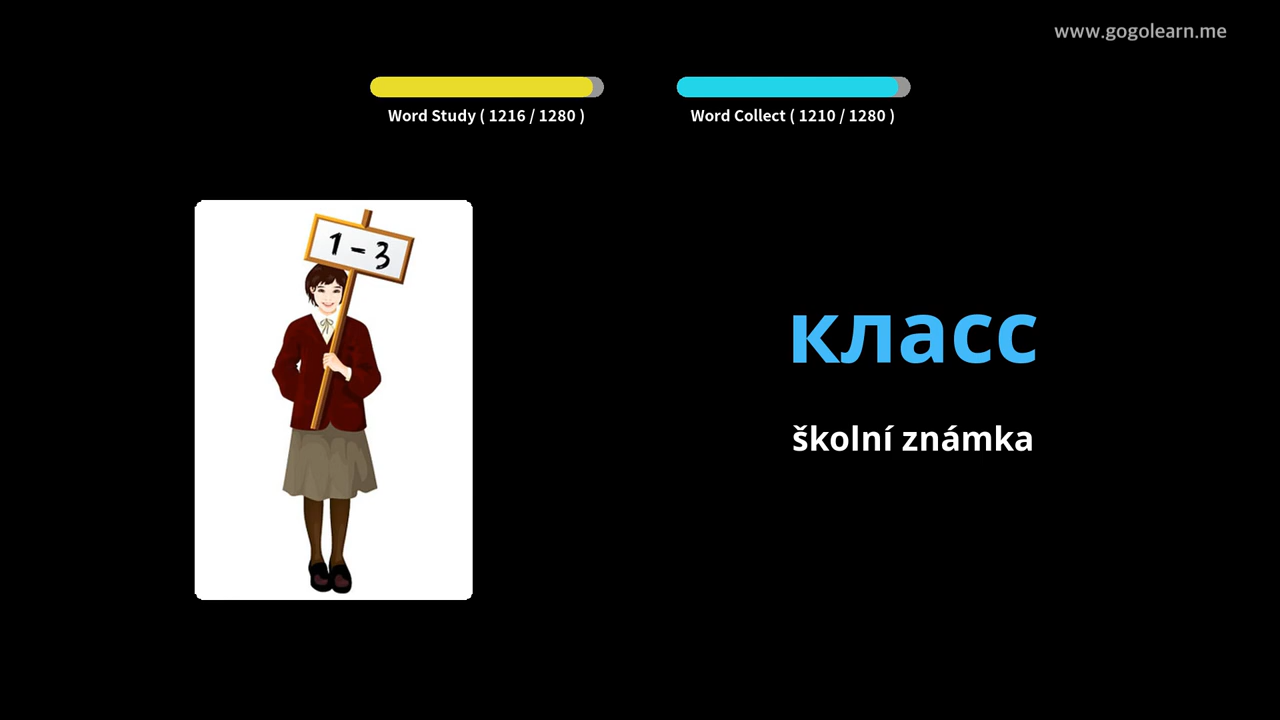 www.gogolearn.me
Word Study ( 1216 / 1280 )
Word Collect ( 1210 / 1280 )
1 - 3
класс
školní známka